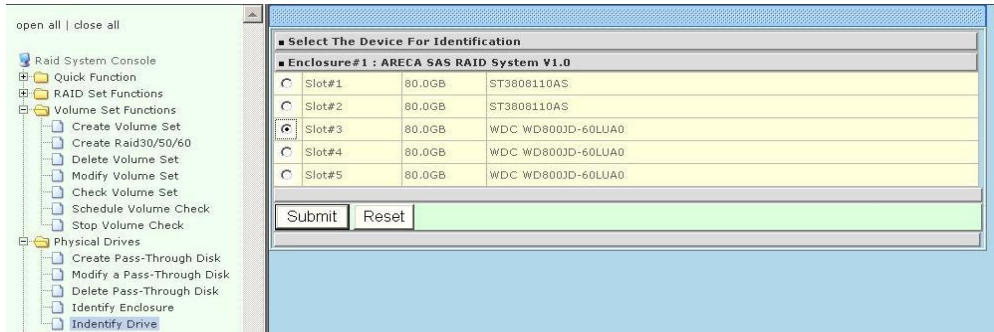 open all | close all
Raid System Console
Quick Function
RAID Set Functions
Volume Set Functions
Create Volume Set
Create Raid30/50/60
Delete Volume Set
Modify Volume Set
Check Volume Set
Schedule Volume Check
Stop Volume Check
Physical Drives
Create Pass-Through Disk
Modify a Pass-Through Disk
Delete Pass-Through Disk
Identify Enclosure
Indentify Drive
Select The Device For Identification
Enclosure#1 : ARECA SAS RAID System V1.0
Slot#1 80.0GB ST3808110AS
Slot#2 80.0GB ST3808110AS
Slot#3 80.0GB WDC WD800JD-60LUA0
Slot#4 80.0GB WDC WD800JD-60LUA0
Slot#5 80.0GB WDC WD800JD-60LUA0
Submit Reset